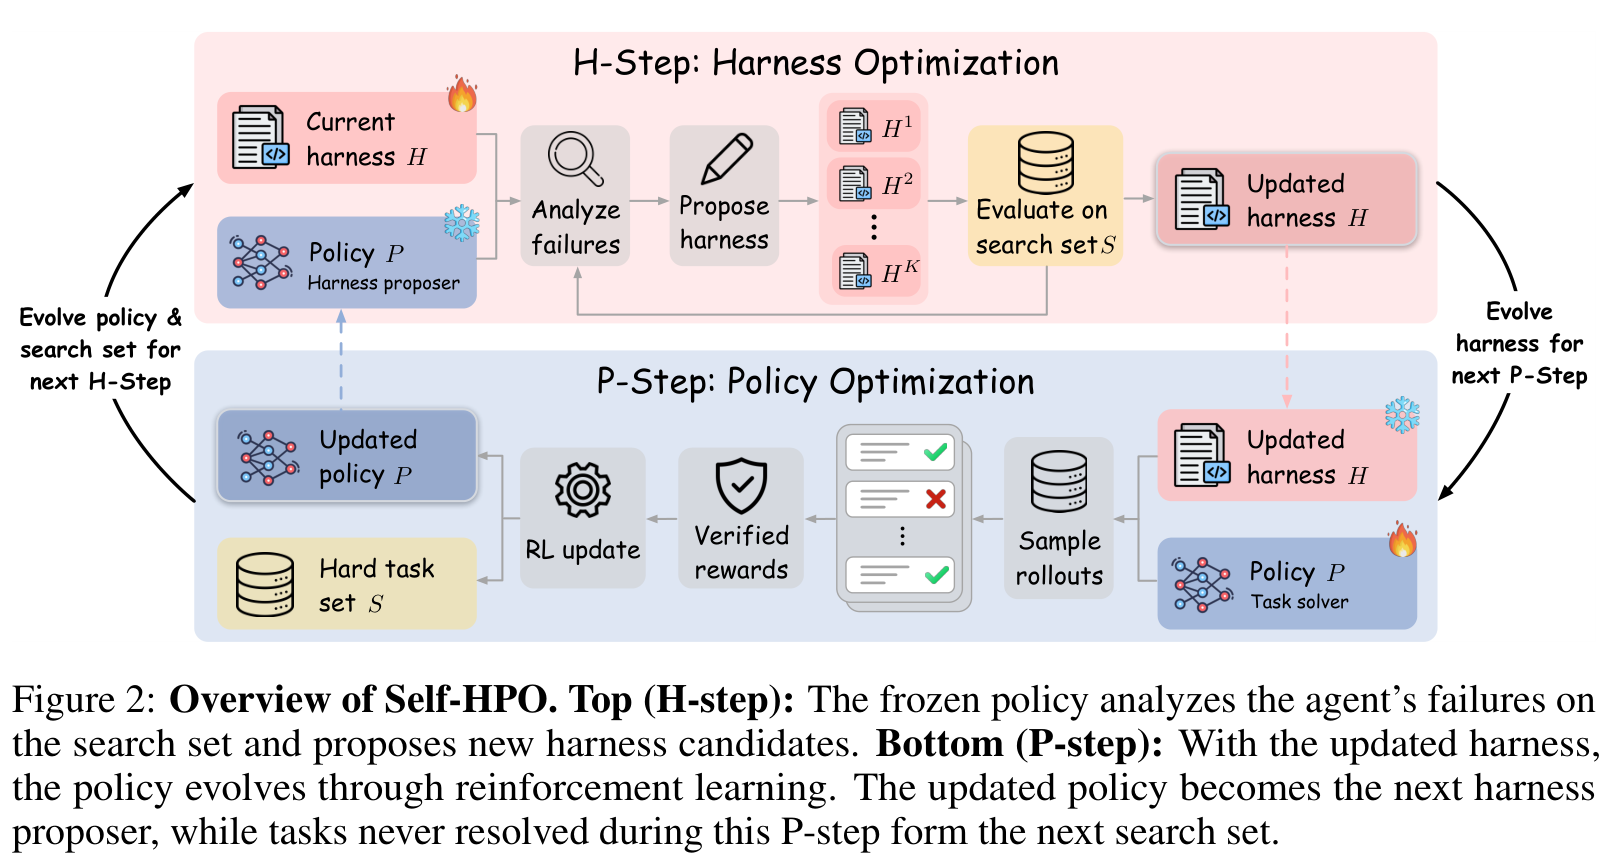 H-Step: Harness Optimization
Current
harness H
Policy P
Harness proposer
Analyze
failures
Propose
harness
H¹
H²
⋮
H^K
Evaluate on
search set S
Updated
harness H
Evolve policy &
search set for
next H-Step
Evolve
harness for
next P-Step
P-Step: Policy Optimization
Updated
policy P
Hard task
set S
RL update
Verified
rewards
⋮
Sample
rollouts
Updated
harness H
Policy P
Task solver
Figure 2: Overview of Self-HPO. Top (H-step): The frozen policy analyzes the agent's failures on
the search set and proposes new harness candidates. Bottom (P-step): With the updated harness,
the policy evolves through reinforcement learning. The updated policy becomes the next harness
proposer, while tasks never resolved during this P-step form the next search set.